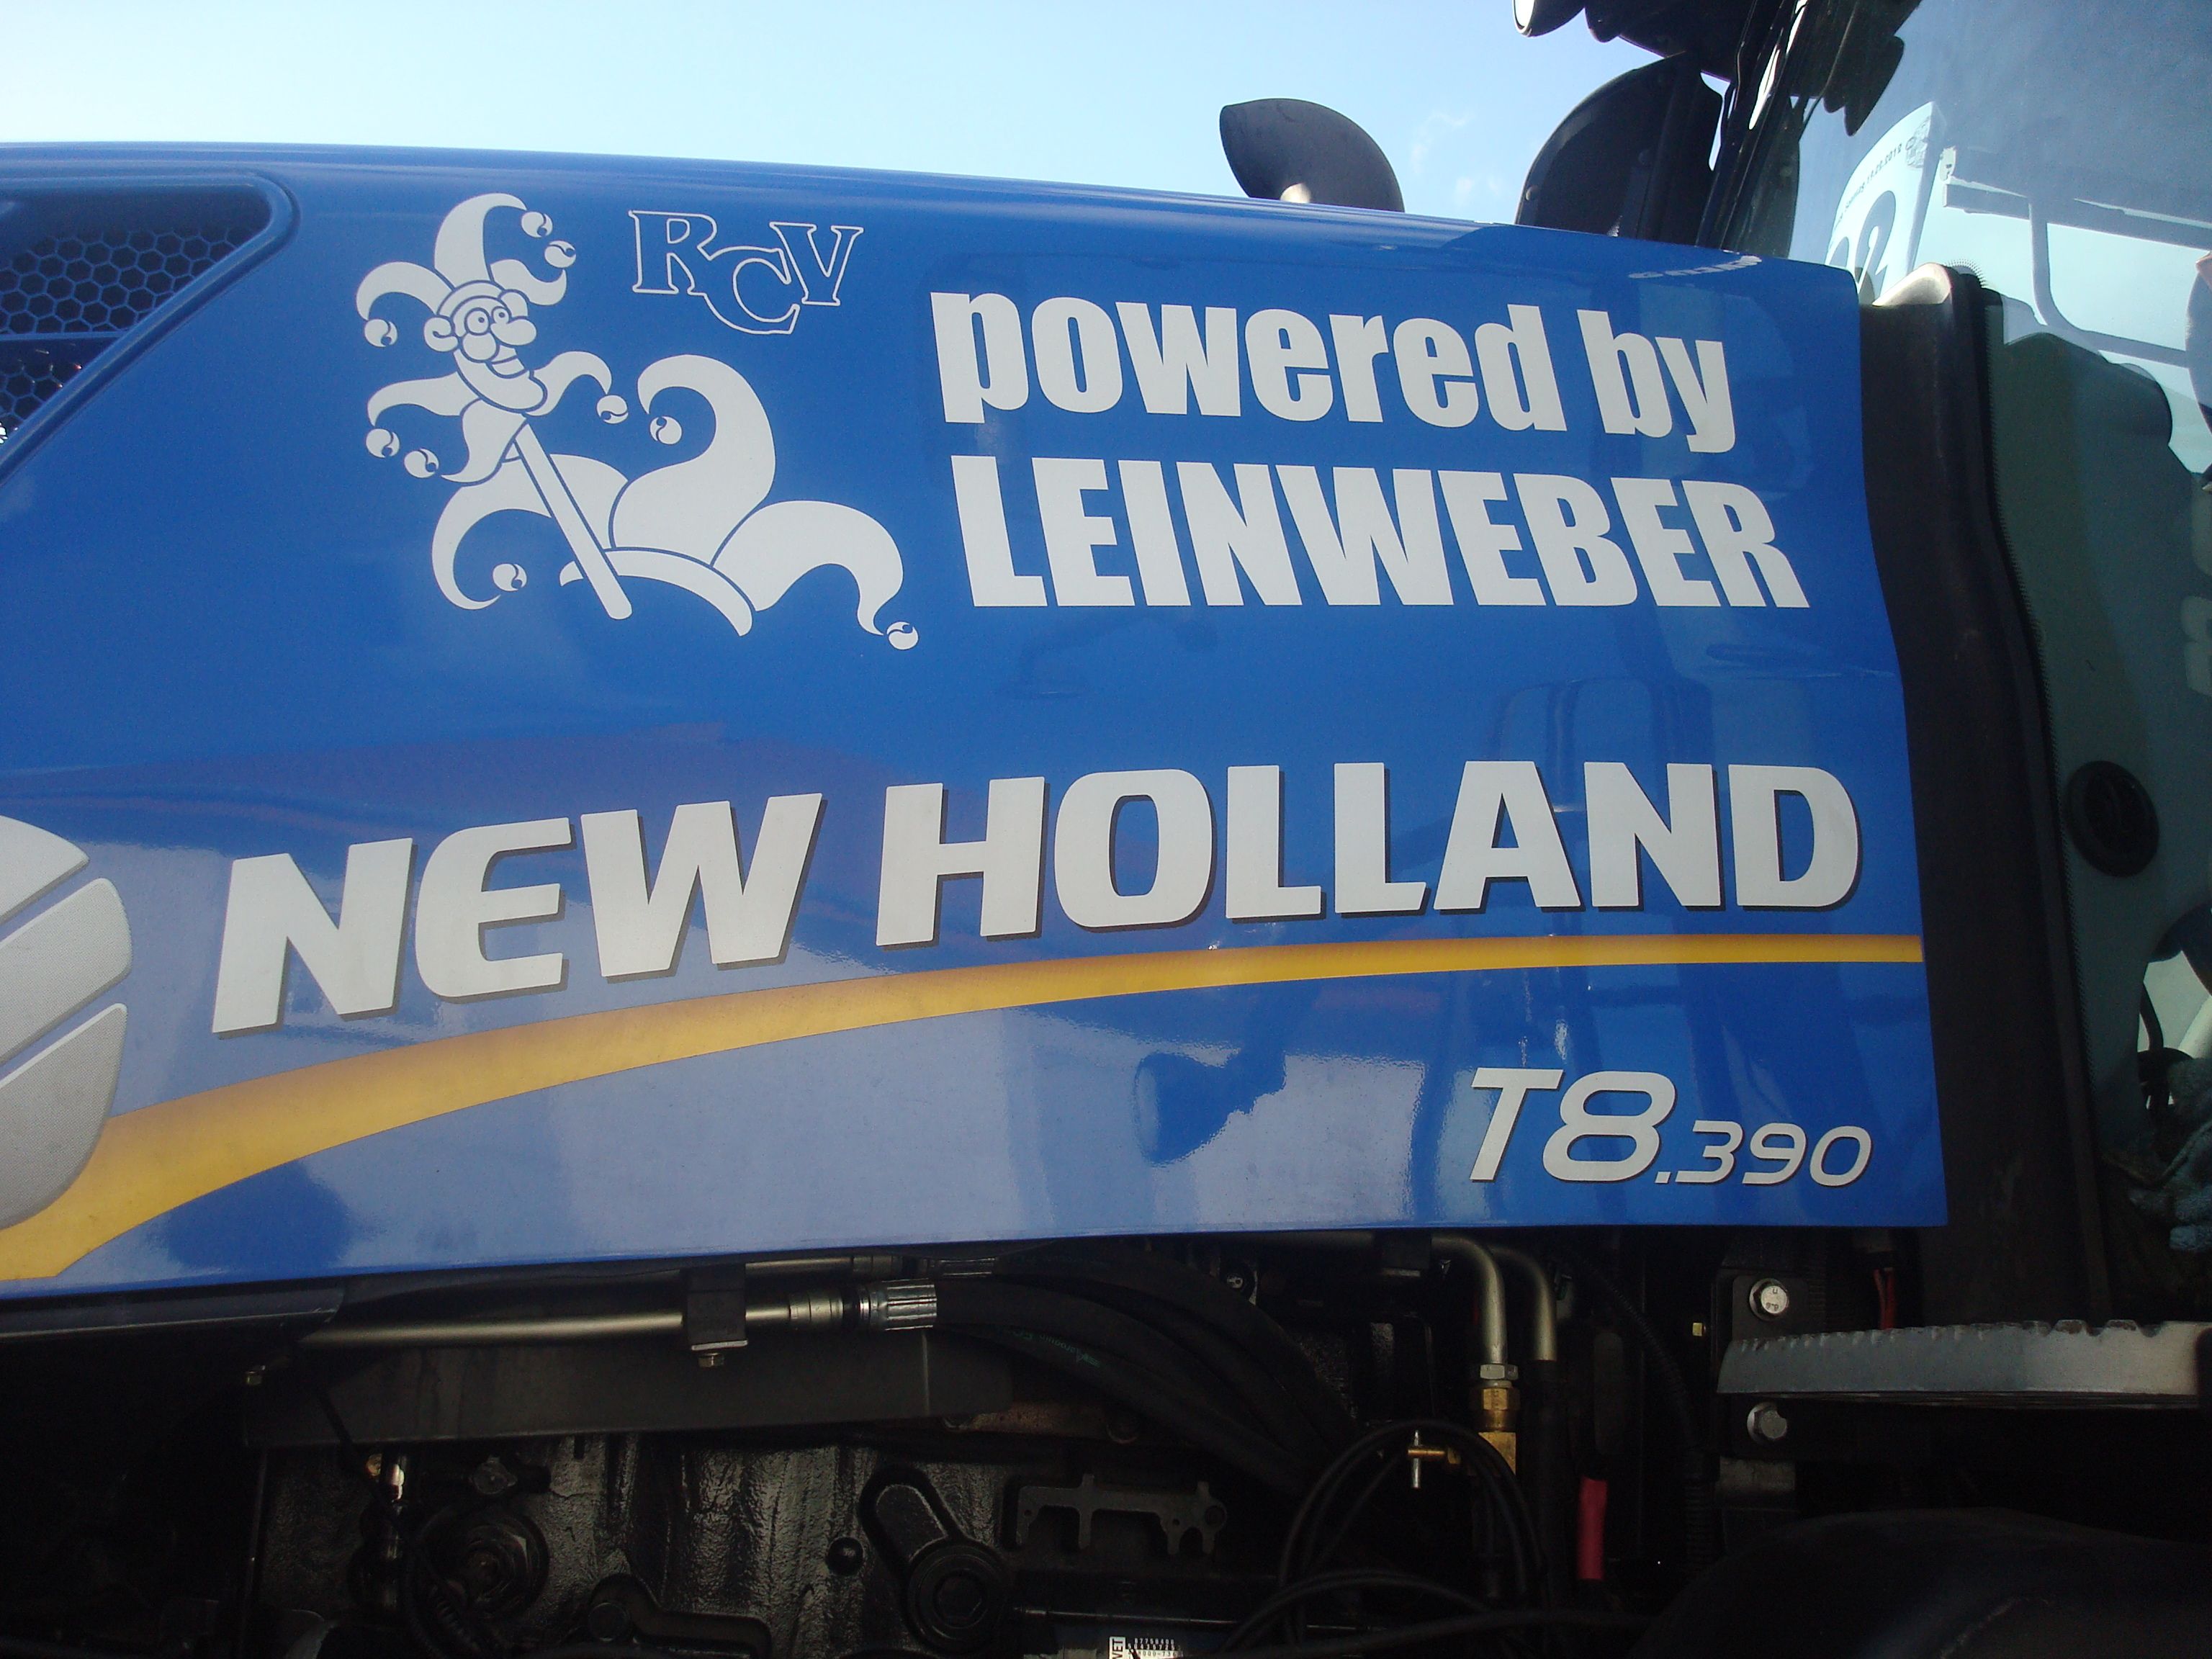 RCV
powered by
LEINWEBER
NEW HOLLAND
T8.390